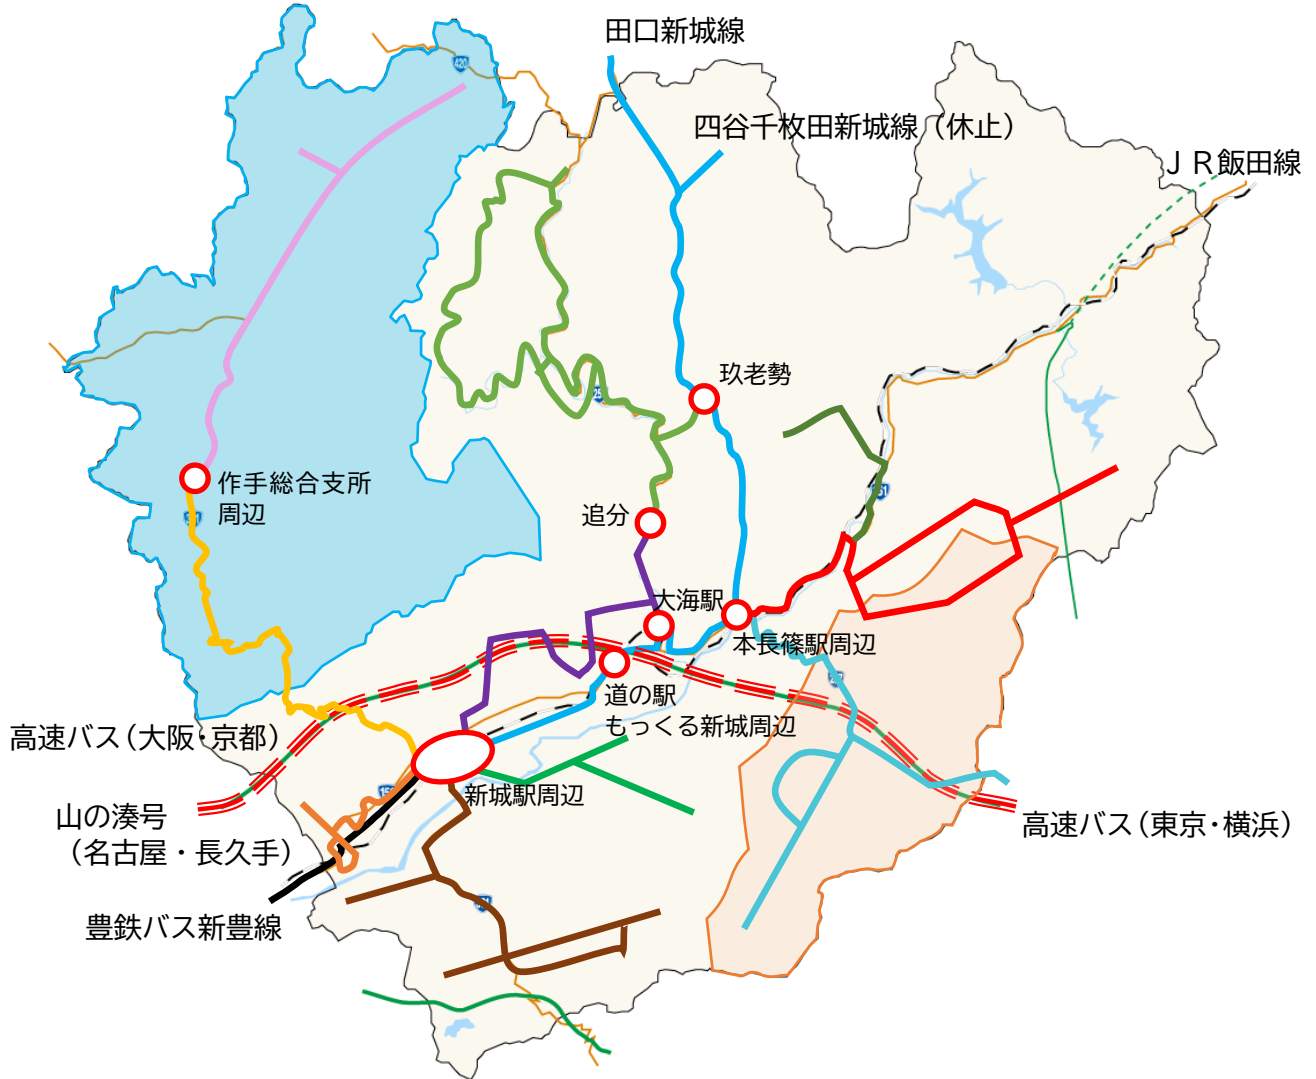 田口新城線
四谷千枚田新城線（休止）
ＪＲ飯田線
420
玖老勢
作手総合支所
周辺
追分
大海駅
本長篠駅周辺
道の駅
もっくる新城周辺
高速バス（大阪・京都）
新城駅周辺
山の湊号
（名古屋・長久手）
高速バス（東京・横浜）
豊鉄バス新豊線